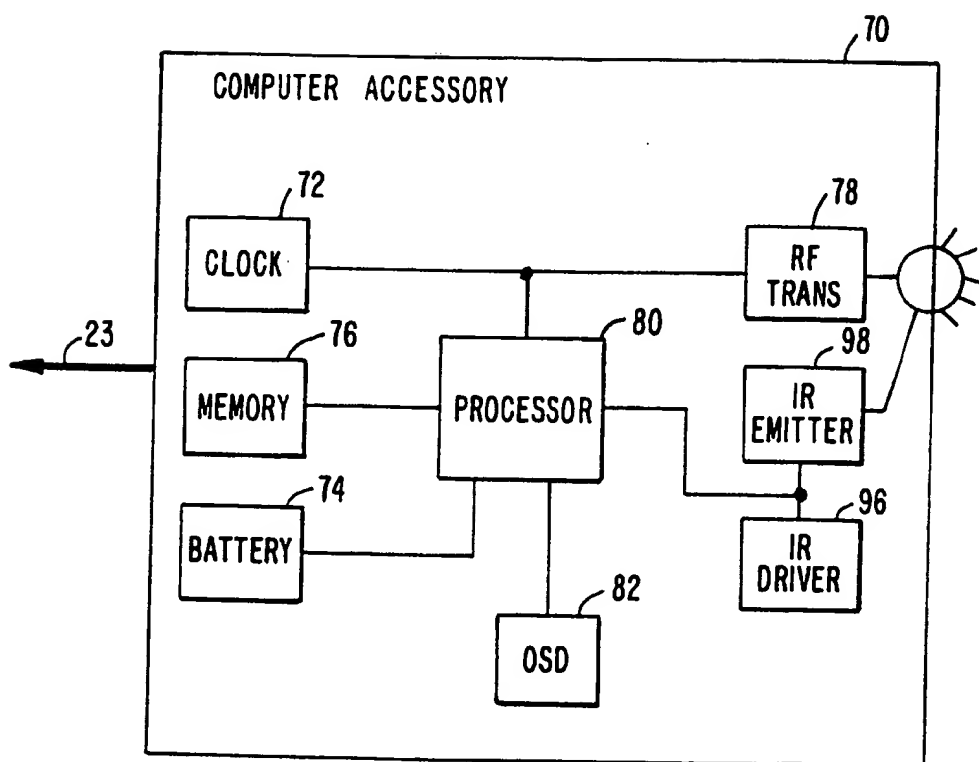 70
COMPUTER ACCESSORY
72
CLOCK
78
RF
TRANS
23
76
MEMORY
80
PROCESSOR
98
IR
EMITTER
74
BATTERY
96
IR
DRIVER
82
OSD